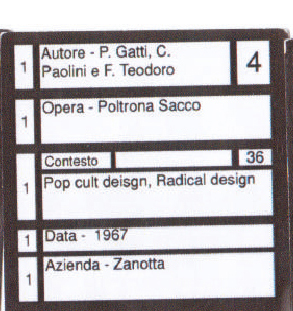 1 Autore - P. Gatti, C. 4
Paolini e F. Teodoro
1 Opera - Poltrona Sacco
Contesto 36
1 Pop cult deisgn, Radical design
1 Data - 1967
1 Azienda - Zanotta